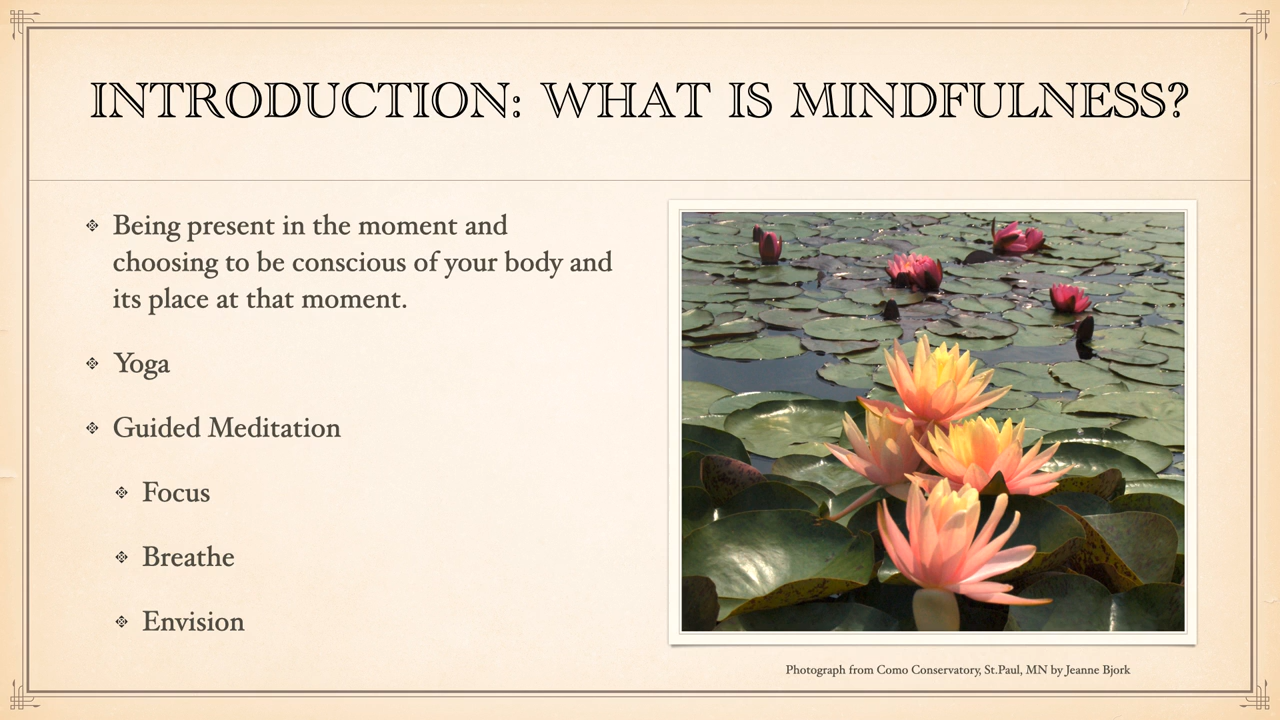 INTRODUCTION: WHAT IS MINDFULNESS?
Being present in the moment and
choosing to be conscious of your body and
its place at that moment.
Yoga
Guided Meditation
Focus
Breathe
Envision
Photograph from Como Conservatory, St.Paul, MN by Jeanne Bjork